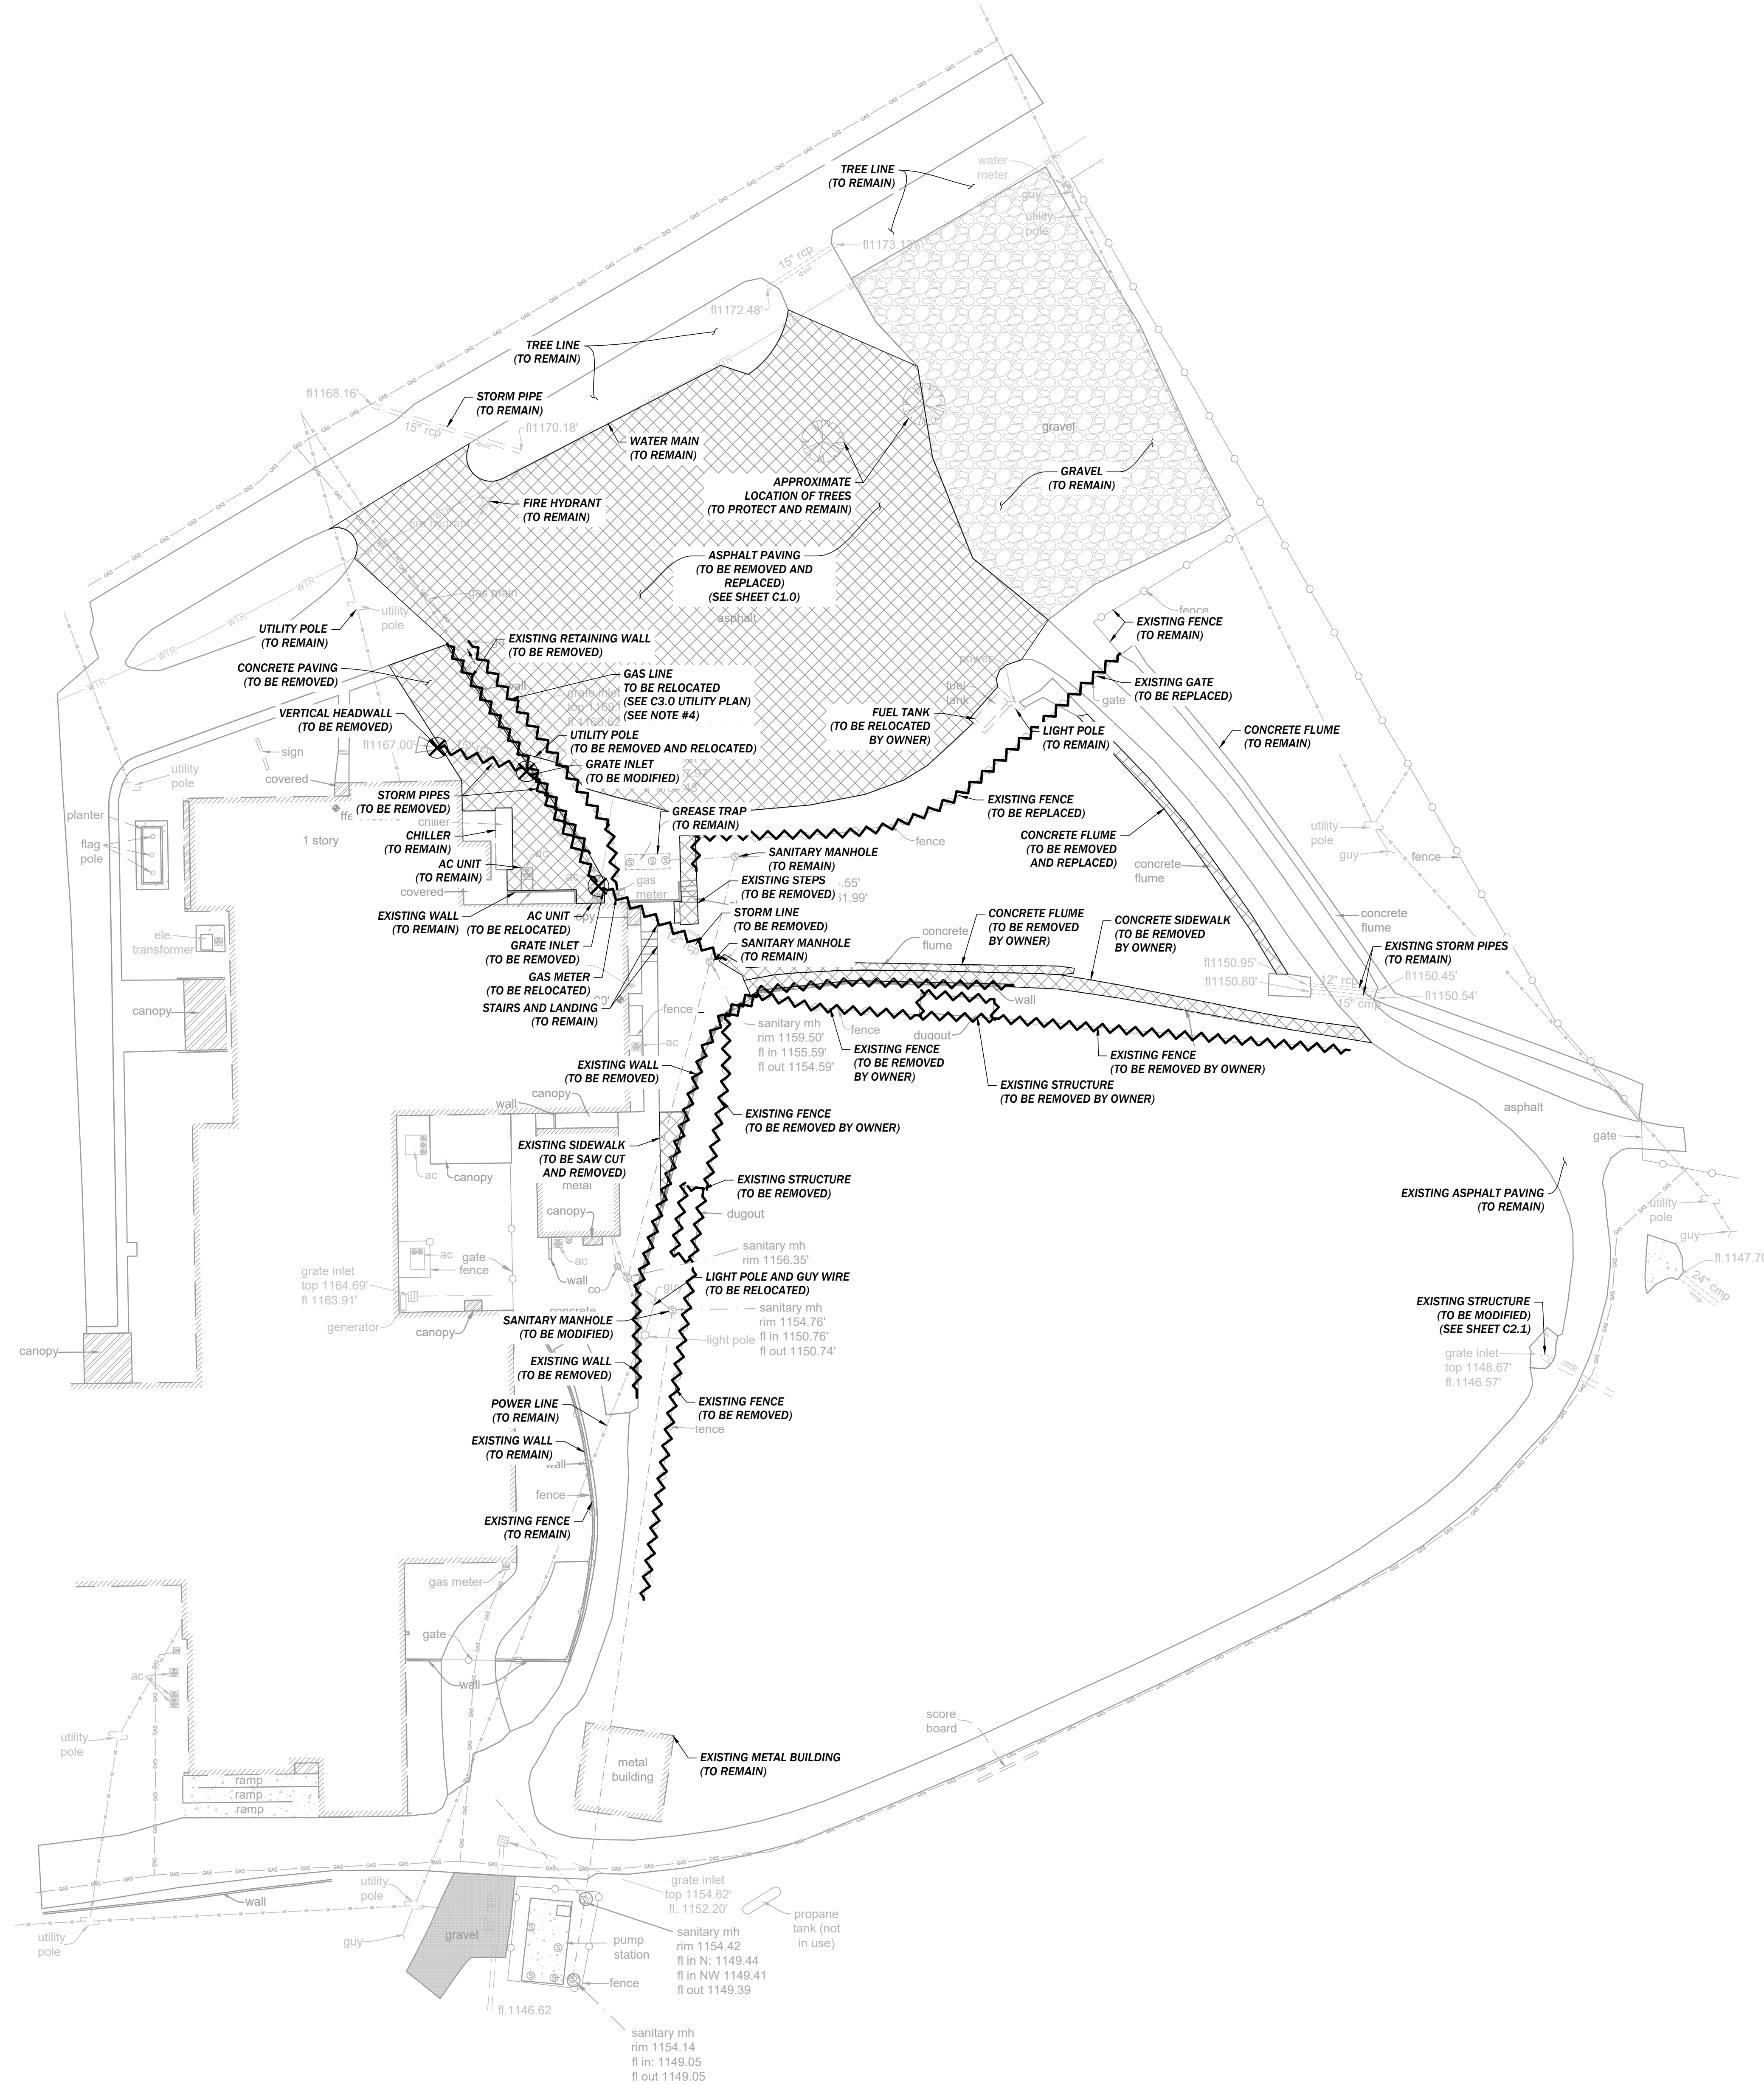 TREE LINE
(TO REMAIN)
water
meter
WTR
guy
utility
pole
fl1173.13'
15" rcp
WTR
fl1172.48'
TREE LINE
(TO REMAIN)
WTR
fl1168.16'
STORM PIPE
(TO REMAIN)
15" rcp
fl1170.18'
WATER MAIN
(TO REMAIN)
gravel
GRAVEL
(TO REMAIN)
APPROXIMATE
LOCATION OF TREES
(TO PROTECT AND REMAIN)
FIRE HYDRANT
(TO REMAIN)
fire hydrant
WTR
ASPHALT PAVING
(TO BE REMOVED AND
REPLACED)
(SEE SHEET C1.0)
asphalt
gas main
WTR
utility
pole
UTILITY POLE
(TO REMAIN)
WTR
WTR
fence
EXISTING FENCE
(TO REMAIN)
EXISTING RETAINING WALL
(TO BE REMOVED)
CONCRETE PAVING
(TO BE REMOVED)
GAS LINE
TO BE RELOCATED
(SEE C3.0 UTILITY PLAN)
(SEE NOTE #4)
wall
grate inlet
power
fuel
tank
EXISTING GATE
(TO BE REPLACED)
gate
VERTICAL HEADWALL
(TO BE REMOVED)
FUEL TANK
(TO BE RELOCATED
BY OWNER)
LIGHT POLE
(TO REMAIN)
CONCRETE FLUME
(TO REMAIN)
UTILITY POLE
(TO BE REMOVED AND RELOCATED)
fl1167.00'
GRATE INLET
(TO BE MODIFIED)
sign
covered
utility
pole
STORM PIPES
(TO BE REMOVED)
EXISTING FENCE
(TO BE REPLACED)
GREASE TRAP
(TO REMAIN)
planter
flag
pole
1 story
ffe
chiller
CHILLER
(TO REMAIN)
fence
CONCRETE FLUME
(TO BE REMOVED
AND REPLACED)
utility
pole
guy
fence
AC UNIT
(TO REMAIN)
ac
ac
SANITARY MANHOLE
(TO REMAIN)
concrete
flume
gas
meter
EXISTING STEPS
(TO BE REMOVED)
covered
EXISTING WALL
(TO REMAIN)
AC UNIT
(TO BE RELOCATED)
STORM LINE
(TO BE REMOVED)
CONCRETE FLUME
(TO BE REMOVED
BY OWNER)
CONCRETE SIDEWALK
(TO BE REMOVED
BY OWNER)
concrete
flume
concrete
flume
ele.
transformer
GRATE INLET
(TO BE REMOVED)
SANITARY MANHOLE
(TO REMAIN)
EXISTING STORM PIPES
(TO REMAIN)
fl1150.95'
fl1150.80'
12" rcp
15" cmp
fl1150.45'
fl1150.54'
GAS METER
(TO BE RELOCATED)
STAIRS AND LANDING
(TO REMAIN)
canopy
fence
wall
sanitary mh
rim 1159.50'
fl in 1155.59'
fl out 1154.59'
fence
dugout
ac
EXISTING FENCE
(TO BE REMOVED
BY OWNER)
EXISTING FENCE
(TO BE REMOVED BY OWNER)
EXISTING WALL
(TO BE REMOVED)
EXISTING STRUCTURE
(TO BE REMOVED BY OWNER)
canopy
wall
EXISTING FENCE
(TO BE REMOVED BY OWNER)
asphalt
gate
EXISTING SIDEWALK
(TO BE SAW CUT
AND REMOVED)
metal
ac
canopy
EXISTING STRUCTURE
(TO BE REMOVED)
dugout
EXISTING ASPHALT PAVING
(TO REMAIN)
utility
pole
guy
canopy
ac
gate
fence
ac
wall
co
sanitary mh
rim 1156.35'
fl.1147.70
24" cmp
grate inlet
top 1164.69'
fl 1163.91'
guy
LIGHT POLE AND GUY WIRE
(TO BE RELOCATED)
sanitary mh
rim 1154.76'
fl in 1150.76'
fl out 1150.74'
EXISTING STRUCTURE
(TO BE MODIFIED)
(SEE SHEET C2.1)
generator
canopy
concrete
SANITARY MANHOLE
(TO BE MODIFIED)
light pole
canopy
grate inlet
top 1148.67'
fl.1146.57'
EXISTING WALL
(TO BE REMOVED)
POWER LINE
(TO REMAIN)
EXISTING FENCE
(TO BE REMOVED)
fence
EXISTING WALL
(TO REMAIN)
wall
fence
EXISTING FENCE
(TO REMAIN)
gas meter
gate
wall
ac
utility
pole
score
board
metal
building
EXISTING METAL BUILDING
(TO REMAIN)
ramp
ramp
ramp
wall
utility
pole
grate inlet
top 1154.62'
fl. 1152.20'
propane
tank (not
in use)
utility
pole
guy
gravel
pump
station
fence
sanitary mh
rim 1154.42
fl in N: 1149.44
fl in NW 1149.41
fl out 1149.39
fl.1146.62
sanitary mh
rim 1154.14
fl in: 1149.05
fl out 1149.05